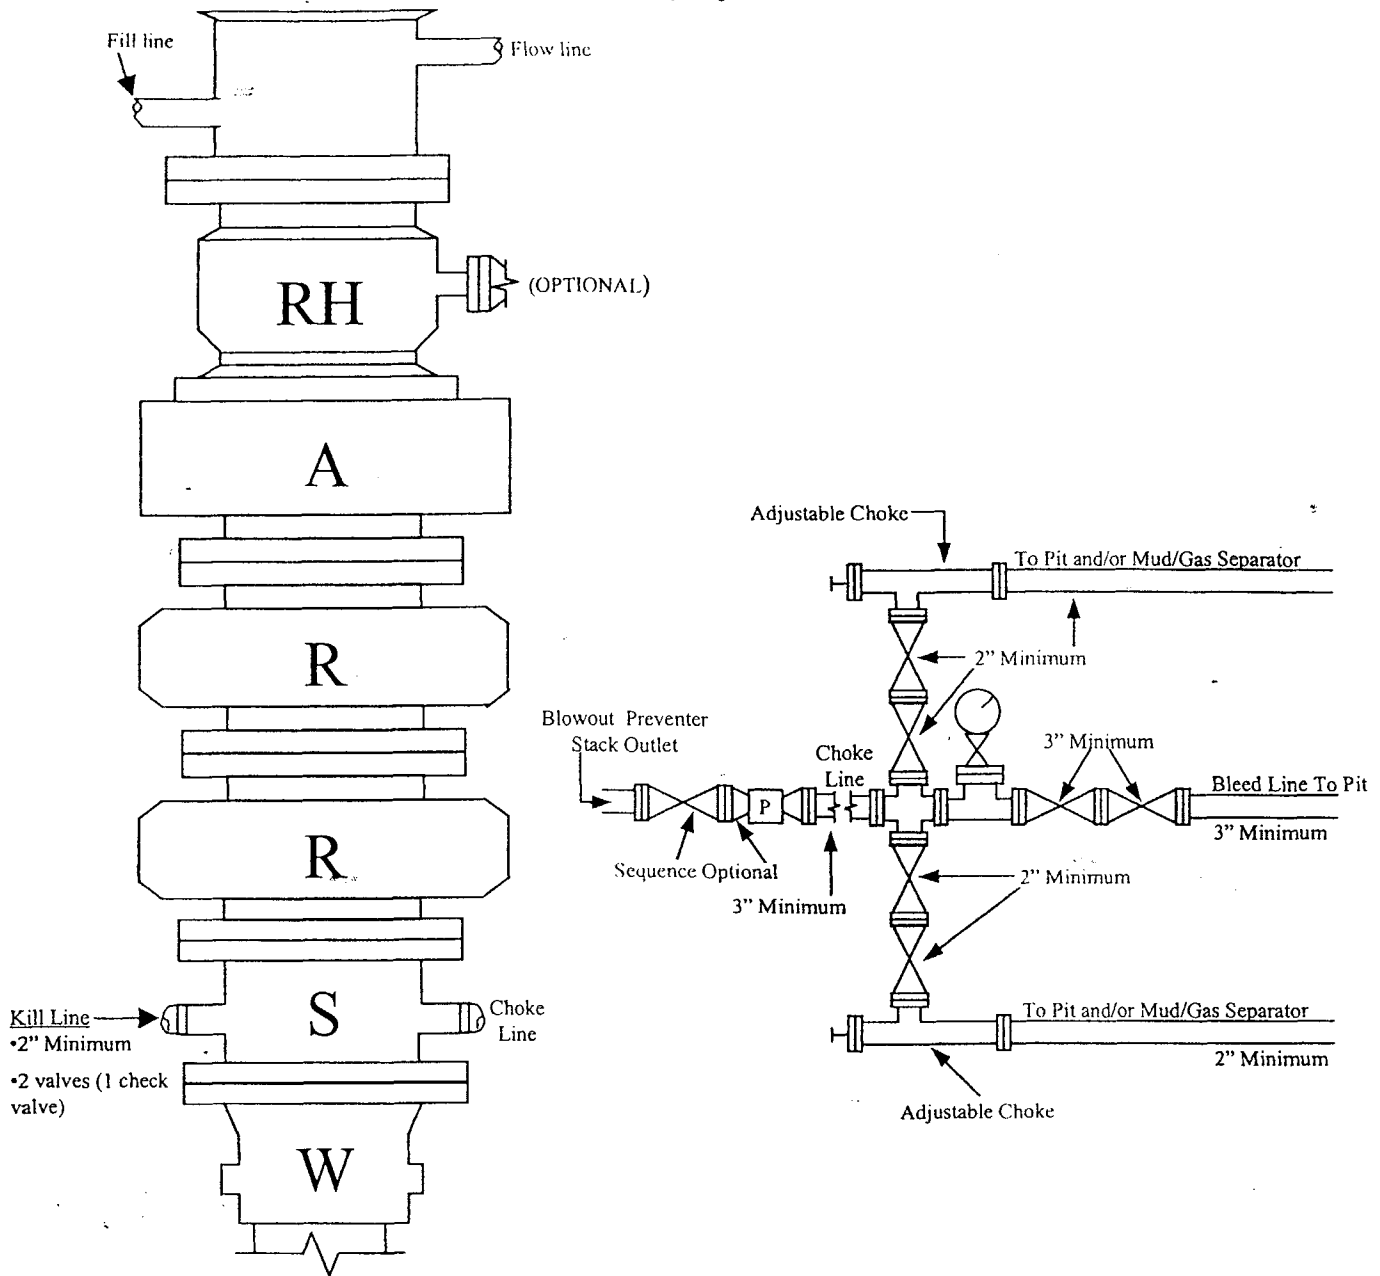 Fill line
Flow line
RH
(OPTIONAL)
A
R
R
S
Kill Line
•2” Minimum
•2 valves (1 check
valve)
Choke
Line
W
Adjustable Choke
To Pit and/or Mud/Gas Separator
2” Minimum
Blowout Preventer
Stack Outlet
Choke
Line
3” Minimum
Bleed Line To Pit
3” Minimum
P
Sequence Optional
3” Minimum
2” Minimum
To Pit and/or Mud/Gas Separator
2” Minimum
Adjustable Choke